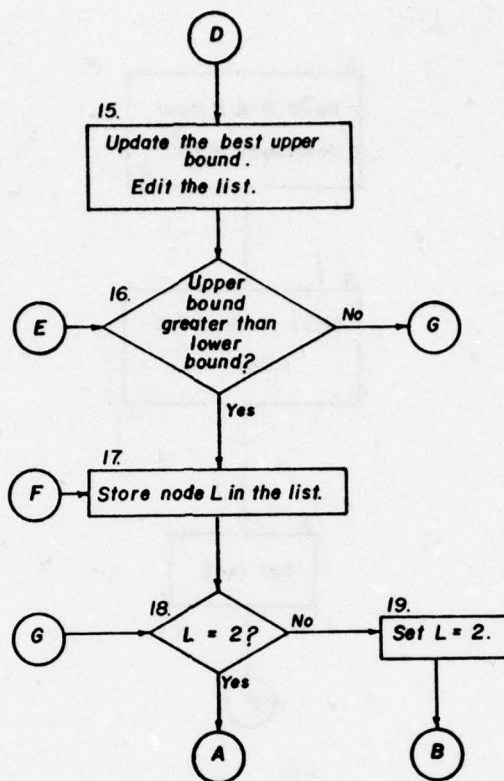 D
15.
Update the best upper
bound.
Edit the list.
16.
Upper
bound
greater than
lower
bound?
E
No
G
Yes
17.
F
Store node L in the list.
18.
G
L = 2?
No
19.
Set L = 2.
Yes
A
B